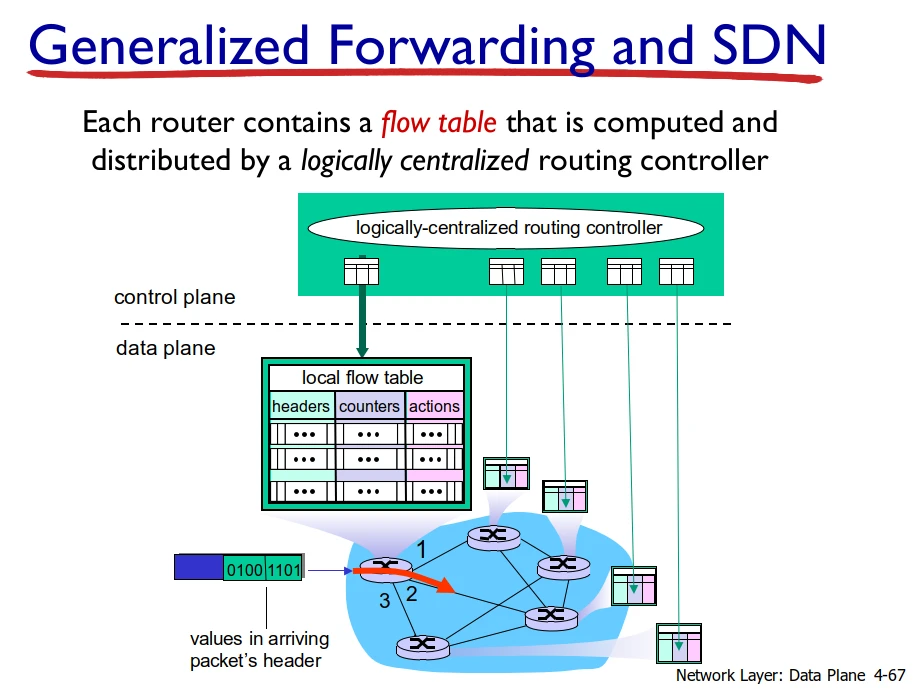 Generalized Forwarding and SDN
Each router contains a flow table that is computed and
distributed by a logically centralized routing controller
logically-centralized routing controller
control plane
data plane
local flow table
headers counters actions
1
2
3
0100 1101
values in arriving
packet's header
Network Layer: Data Plane 4-67